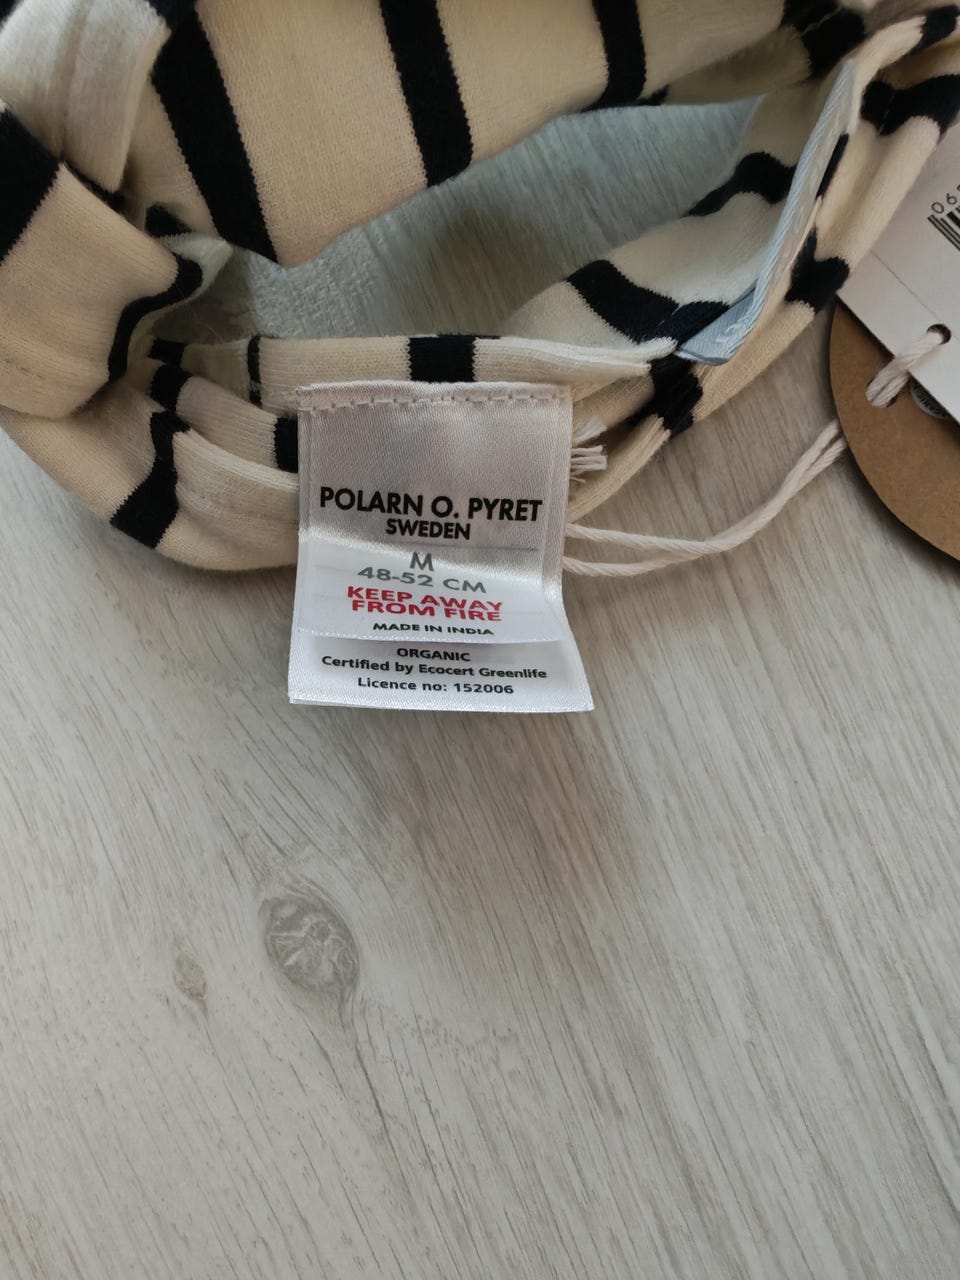 POLARN O. PYRET
SWEDEN
M
48-52 CM
KEEP AWAY
FROM FIRE
MADE IN INDIA
ORGANIC
Certified by Ecocert Greenlife
Licence no: 152006